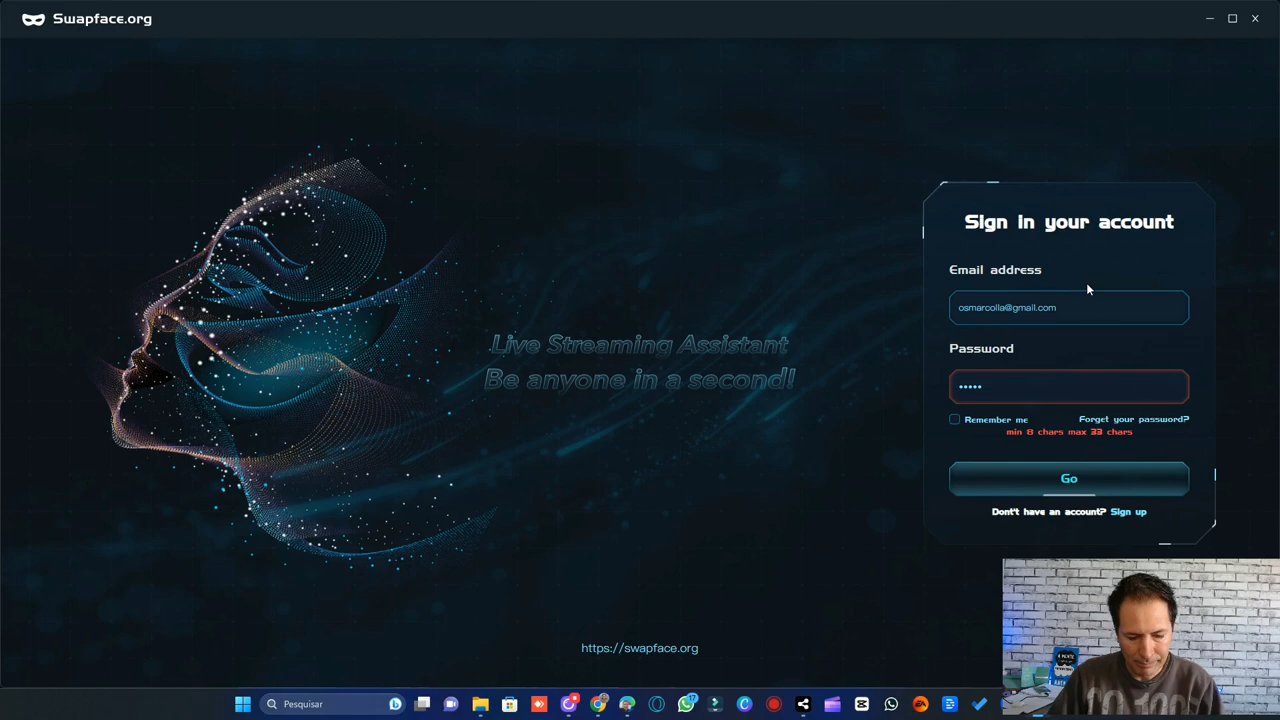 Swapface.org
Sign in your account
Email address
osmarcolla@gmail.com
Live Streaming Assistant
Be anyone in a second!
Password
•••••
Remember me Forget your password?
min 8 chars max 33 chars
Go
Don't have an account? Sign up
https://swapface.org
Pesquisar
17
EA